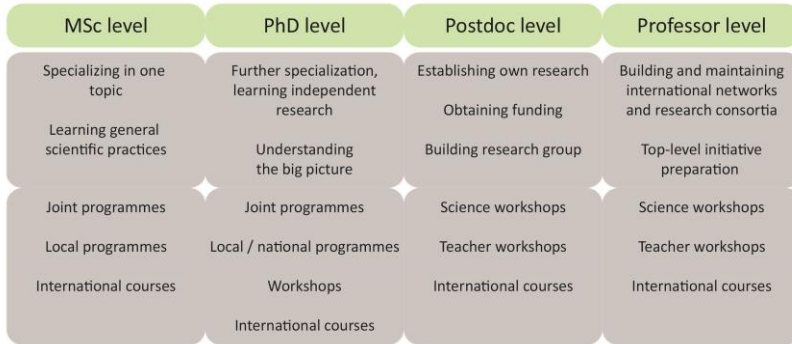 MSc level
Specializing in one
topic
Learning general
scientific practices
Joint programmes
Local programmes
International courses
PhD level
Further specialization,
learning independent
research
Understanding
the big picture
Joint programmes
Local / national programmes
Workshops
International courses
Postdoc level
Establishing own research
Obtaining funding
Building research group
Science workshops
Teacher workshops
International courses
Professor level
Building and maintaining
international networks
and research consortia
Top-level initiative
preparation
Science workshops
Teacher workshops
International courses